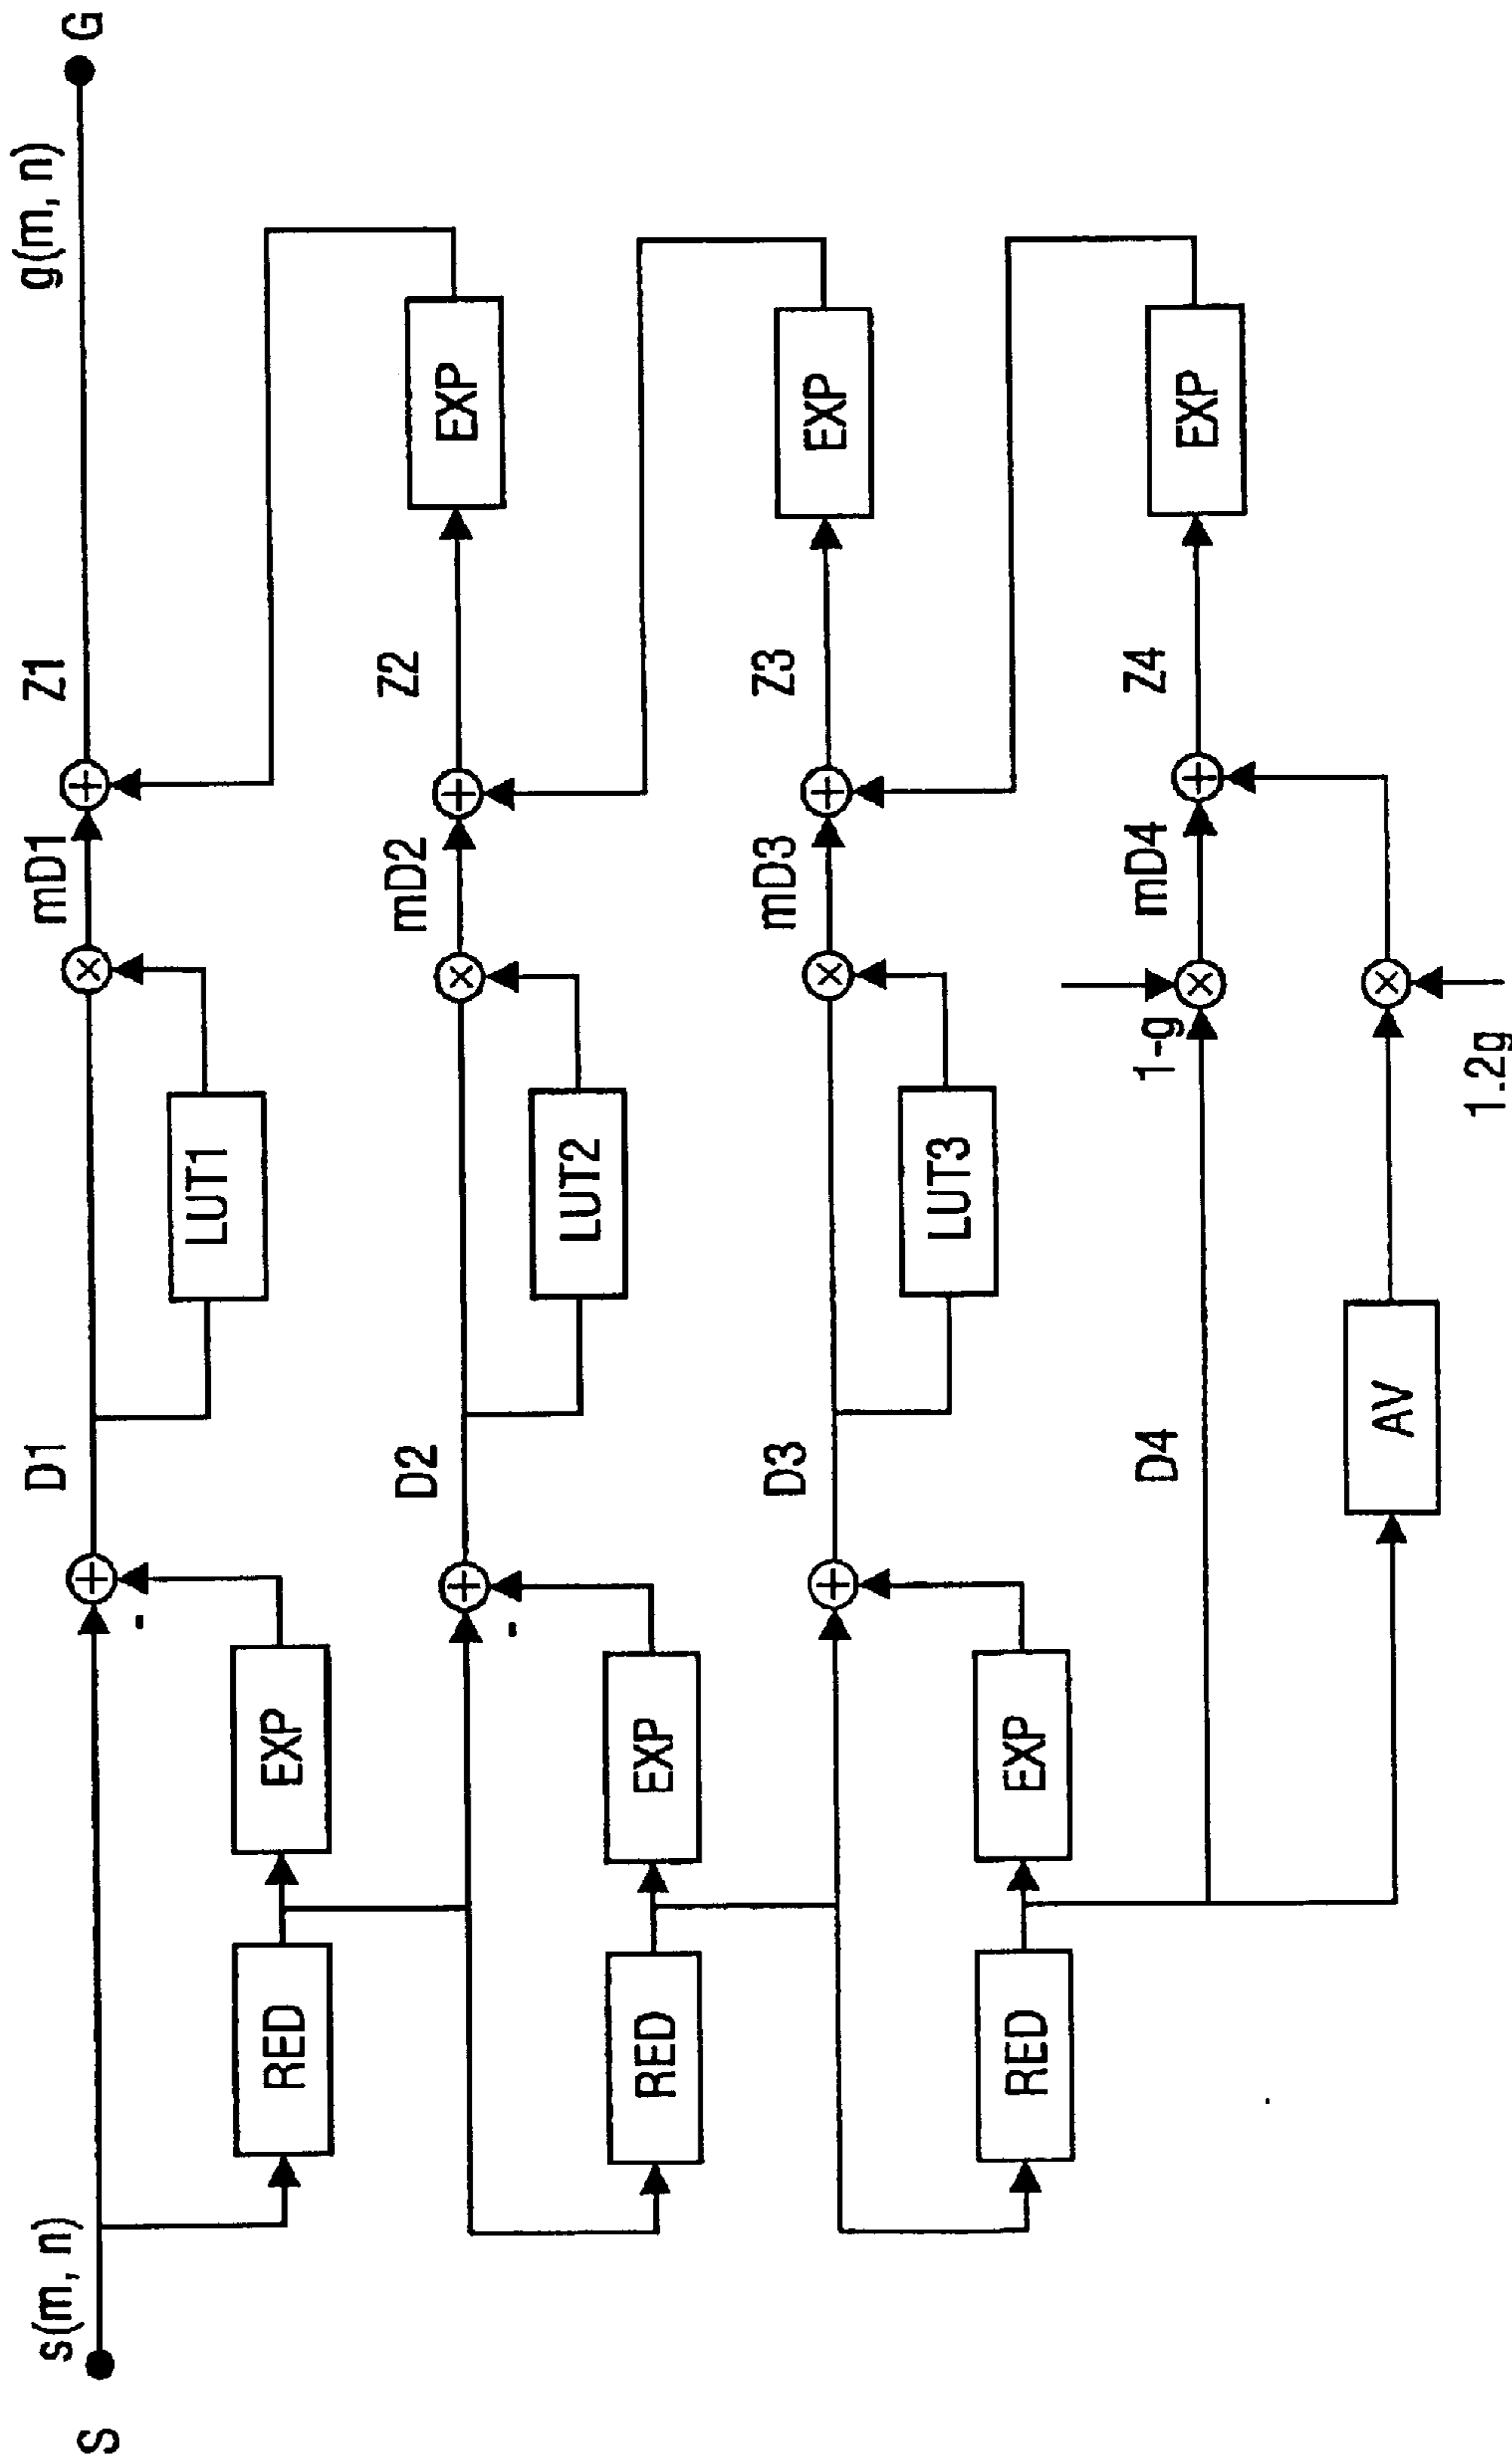 S
s(m, n)
D1
mD1
Z1
g(m, n)
G
-
RED
EXP
LUT1
D2
mD2
Z2
EXP
-
RED
EXP
LUT2
D3
mD3
Z3
EXP
RED
EXP
LUT3
D4
1-g
mD4
Z4
EXP
AV
1.2g